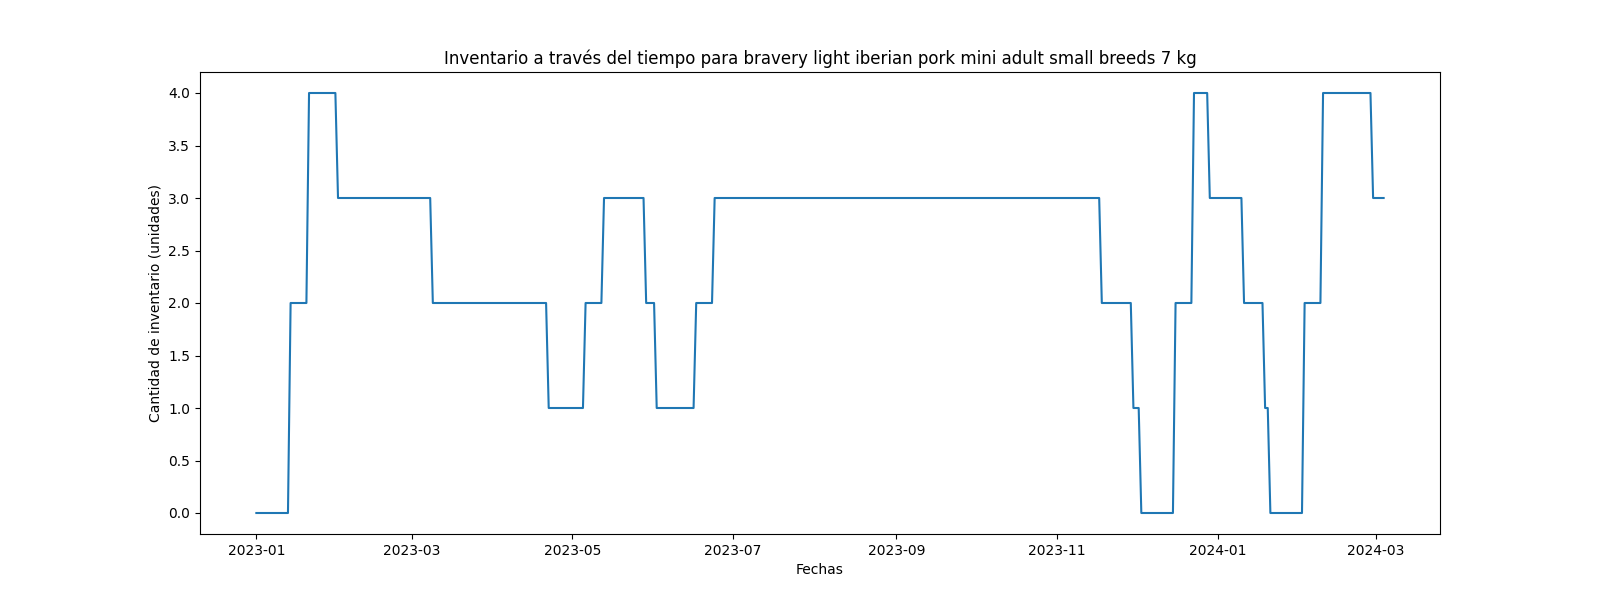 Inventario a través del tiempo para bravery light iberian pork mini adult small breeds 7 kg
Cantidad de inventario (unidades)
4.0
3.5
3.0
2.5
2.0
1.5
1.0
0.5
0.0
2023-01 2023-03 2023-05 2023-07 2023-09 2023-11 2024-01 2024-03
Fechas